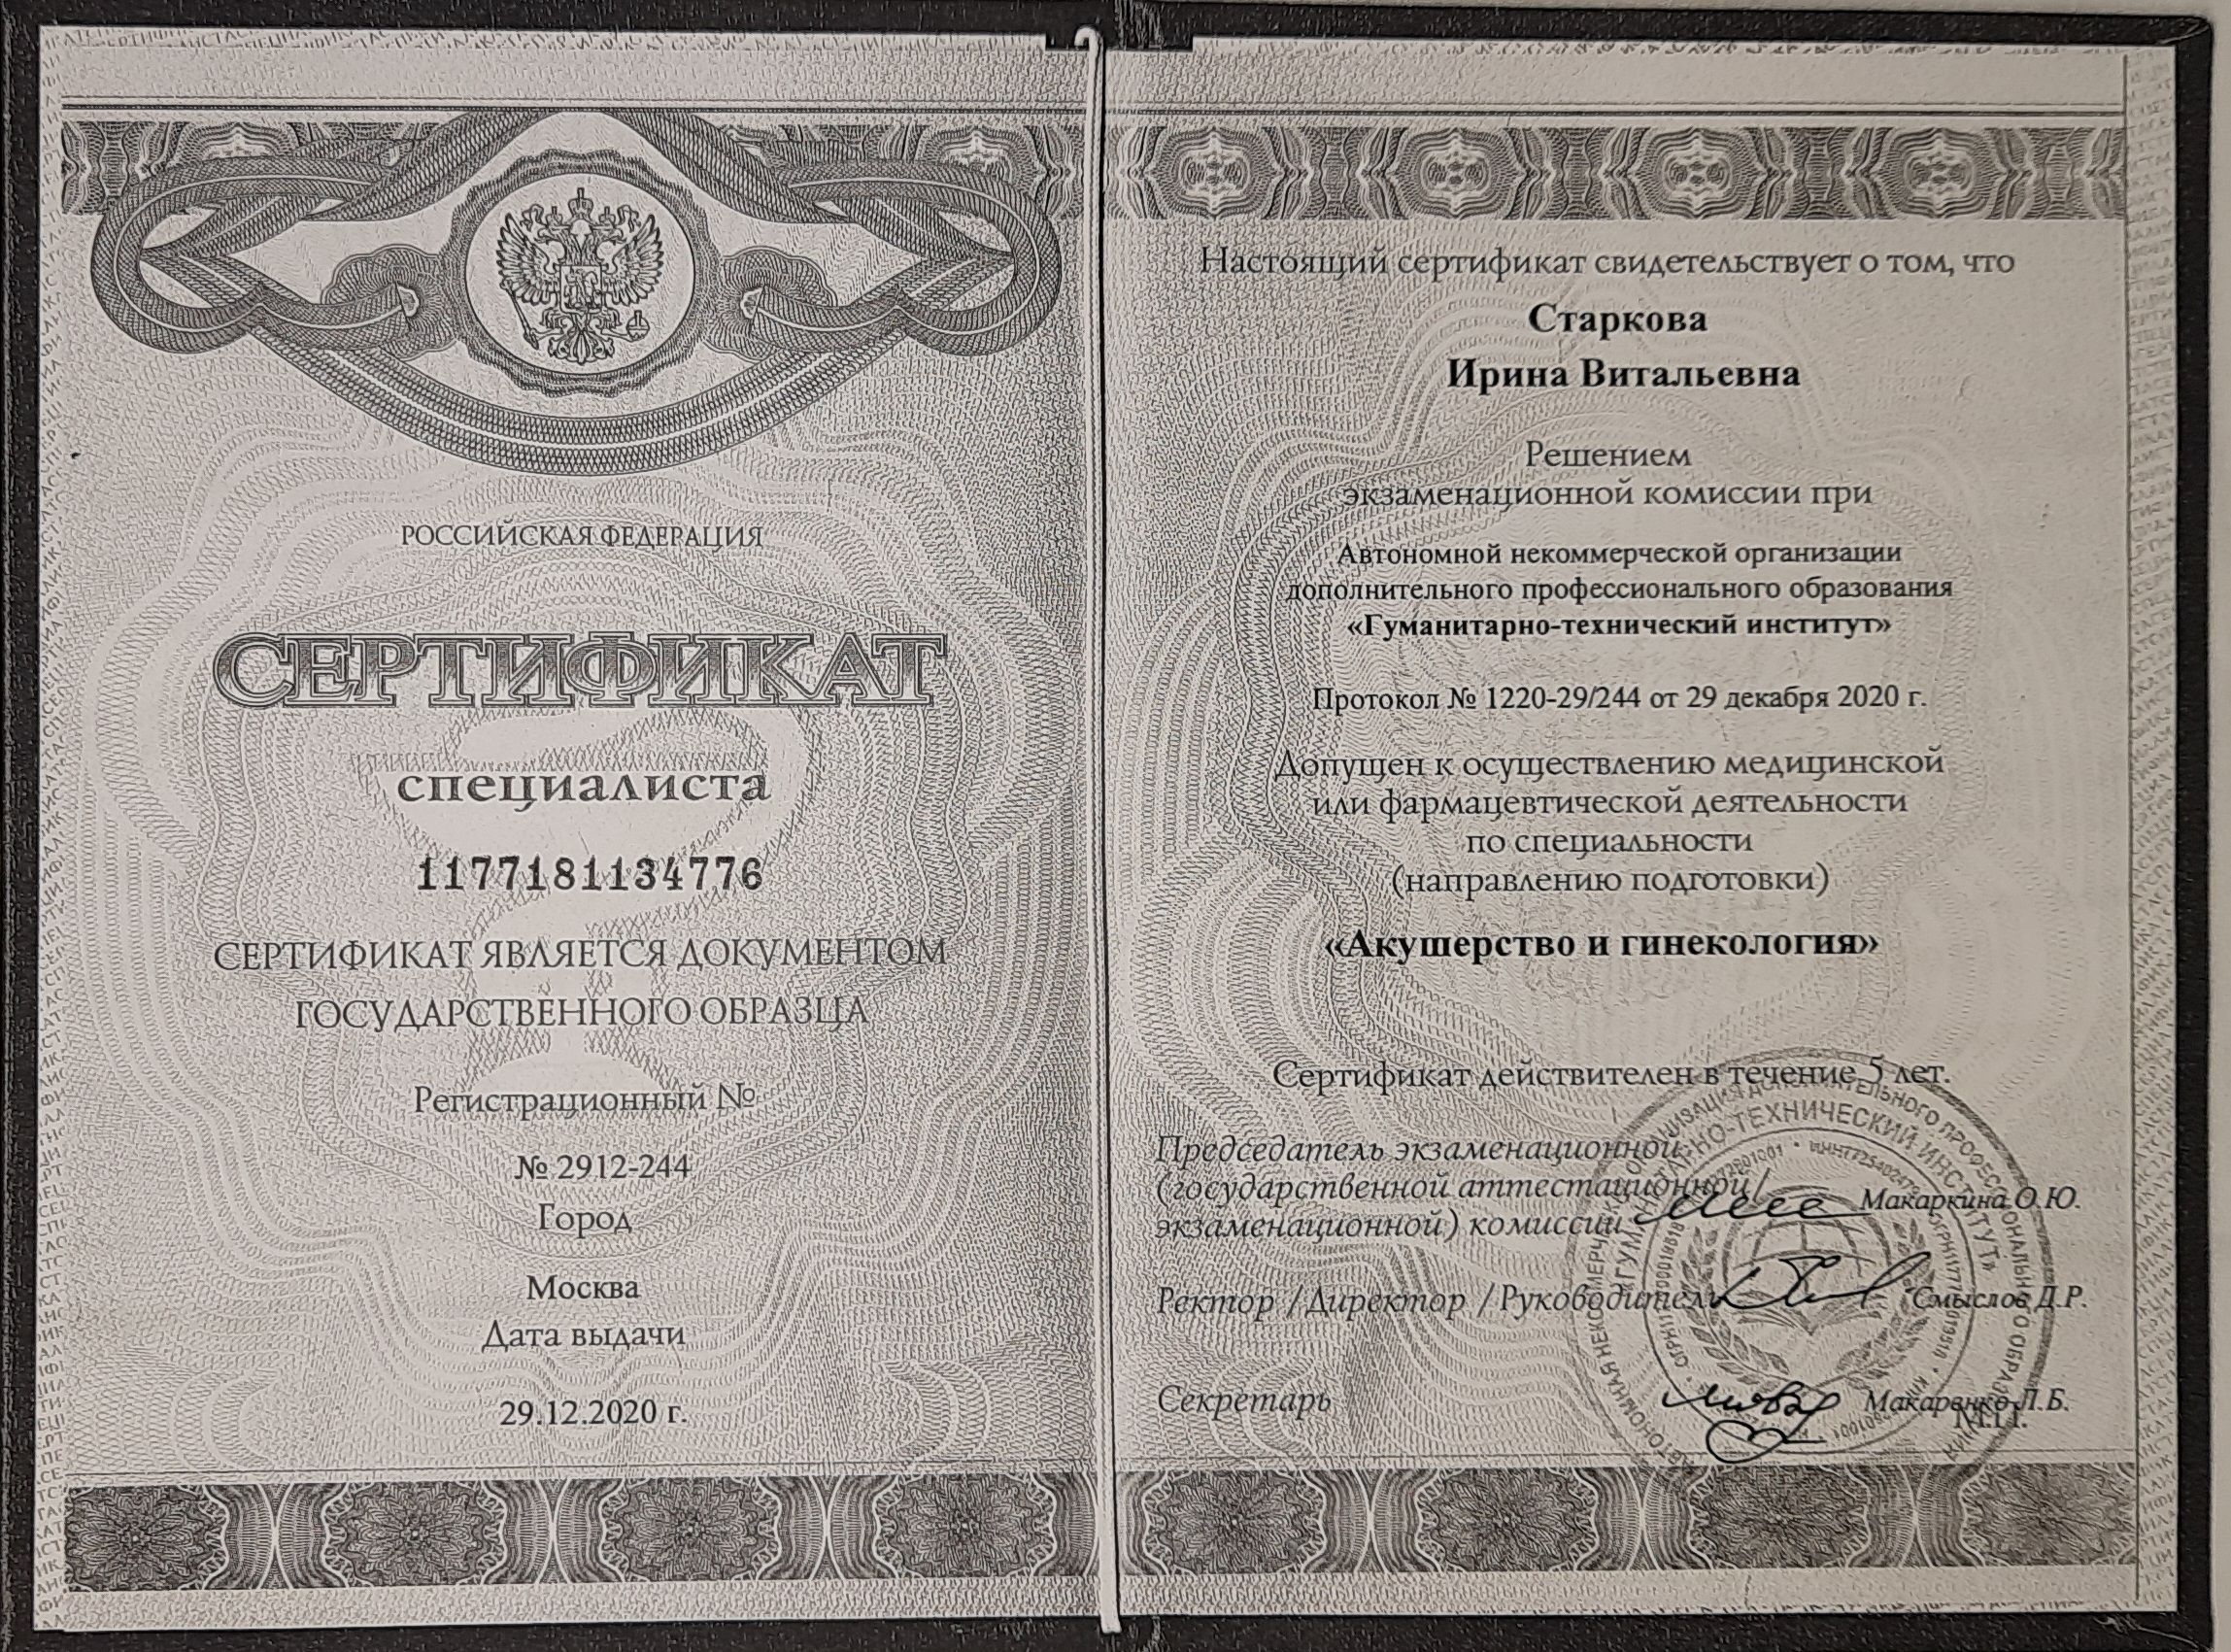 РОССИЙСКАЯ ФЕДЕРАЦИЯ
СЕРТИФИКАТ
специалиста
1177181134776
СЕРТИФИКАТ ЯВЛЯЕТСЯ ДОКУМЕНТОМ
ГОСУДАРСТВЕННОГО ОБРАЗЦА
Регистрационный №
№ 2912-244
Город
Москва
Дата выдачи
29.12.2020 г.
Настоящий сертификат свидетельствует о том, что
Старкова
Ирина Витальевна
Решением
экзаменационной комиссии при
Автономной некоммерческой организации
дополнительного профессионального образования
«Гуманитарно-технический институт»
Протокол № 1220-29/244 от 29 декабря 2020 г.
Допущен к осуществлению медицинской
или фармацевтической деятельности
по специальности
(направлению подготовки)
«Акушерство и гинекология»
Сертификат действителен в течение 5 лет.
Председатель экзаменационной
(государственной аттестационной/
экзаменационной) комиссии Макаркина О.Ю.
Ректор /Директор /Руководитель Смыслов Д.Р.
Секретарь Макаренко Л.Б.
М.П.
«ГУМАНИТАРНО-ТЕХНИЧЕСКИЙ ИНСТИТУТ»